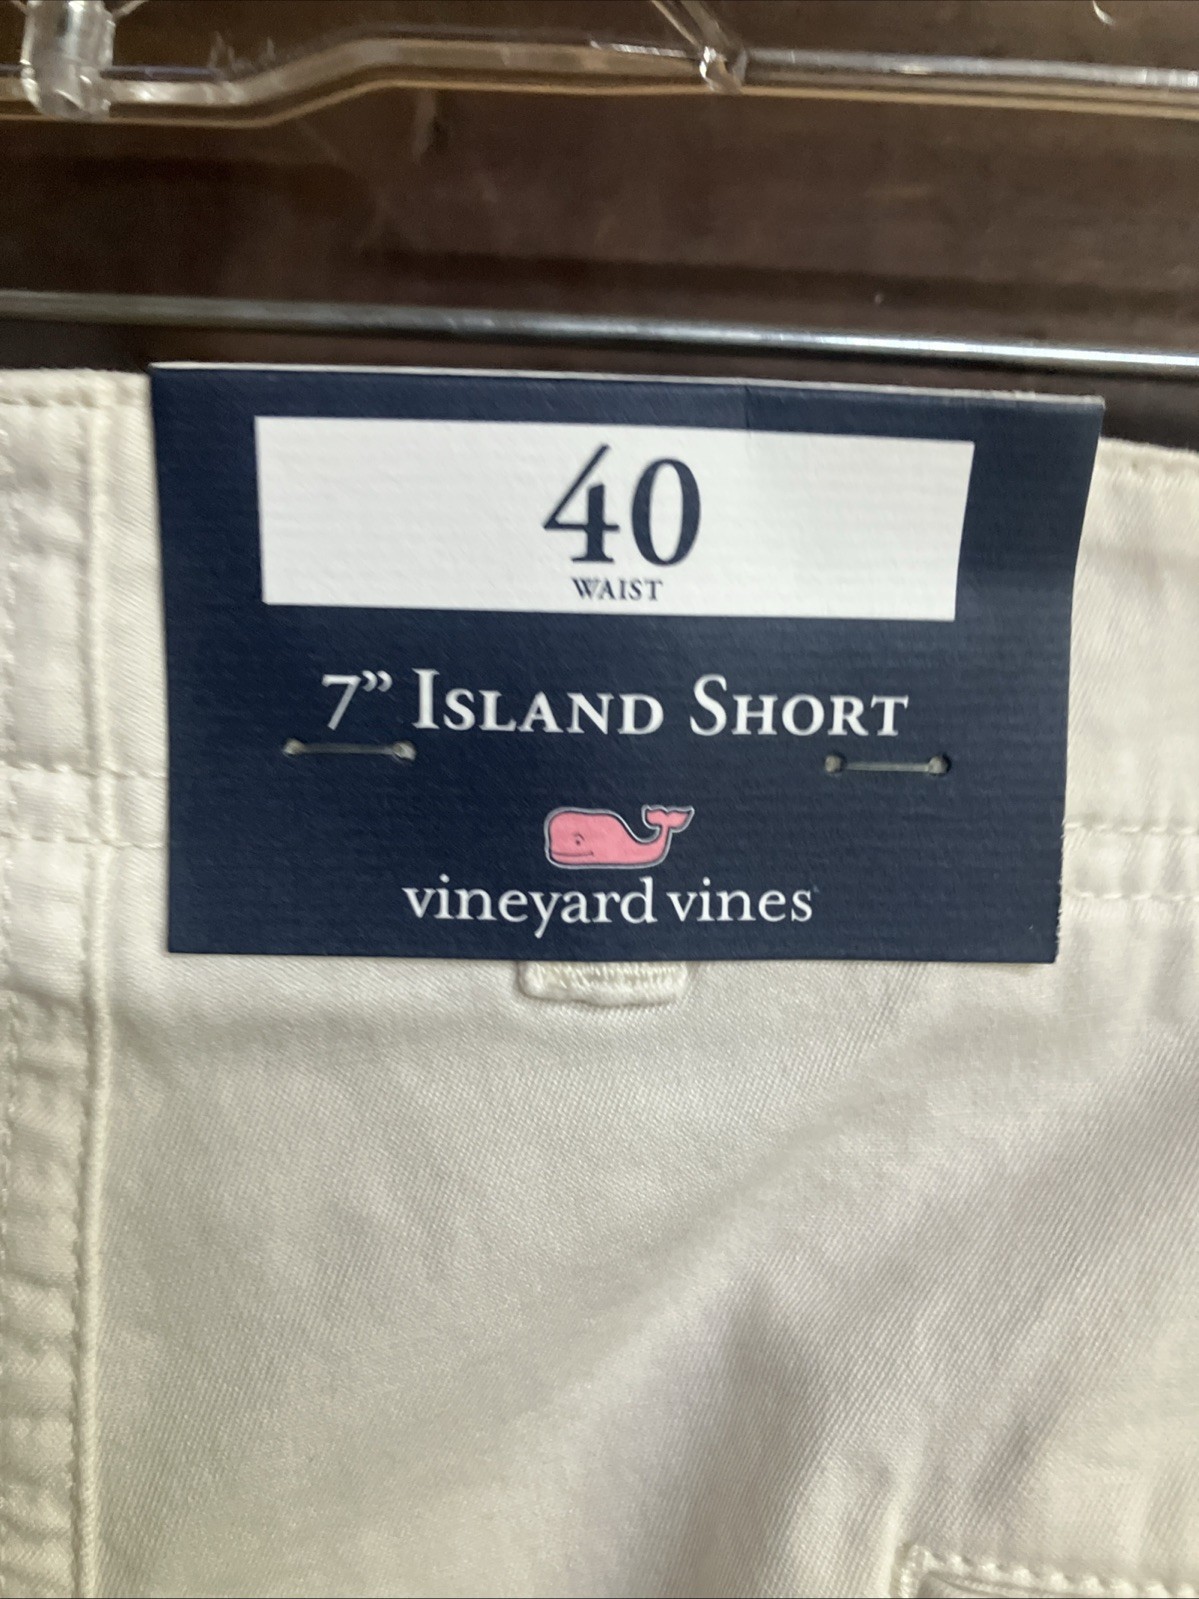 40
WAIST
7” ISLAND SHORT
vineyard vines